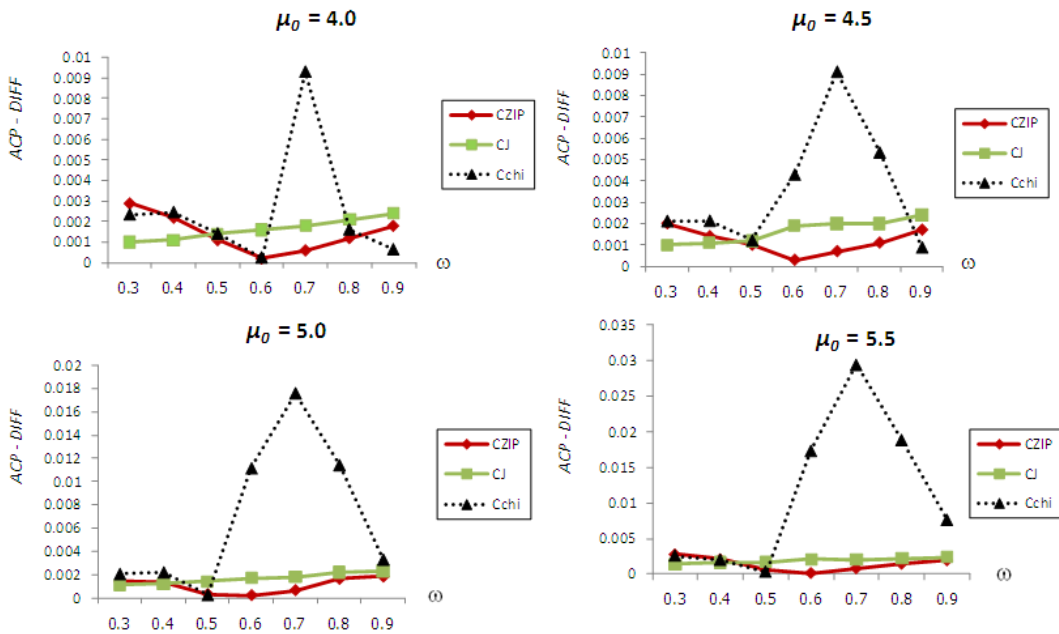 μ₀ = 4.0
ACP - DIFF
0.01
0.009
0.008
0.007
0.006
0.005
0.004
0.003
0.002
0.001
0
0.3 0.4 0.5 0.6 0.7 0.8 0.9
ω
CZIP
CJ
Cchi
μ₀ = 4.5
ACP - DIFF
0.01
0.009
0.008
0.007
0.006
0.005
0.004
0.003
0.002
0.001
0
0.3 0.4 0.5 0.6 0.7 0.8 0.9
ω
CZIP
CJ
Cchi
μ₀ = 5.0
ACP - DIFF
0.02
0.018
0.016
0.014
0.012
0.01
0.008
0.006
0.004
0.002
0
0.3 0.4 0.5 0.6 0.7 0.8 0.9
ω
CZIP
CJ
Cchi
μ₀ = 5.5
ACP - DIFF
0.035
0.03
0.025
0.02
0.015
0.01
0.005
0
0.3 0.4 0.5 0.6 0.7 0.8 0.9
ω
CZIP
CJ
Cchi